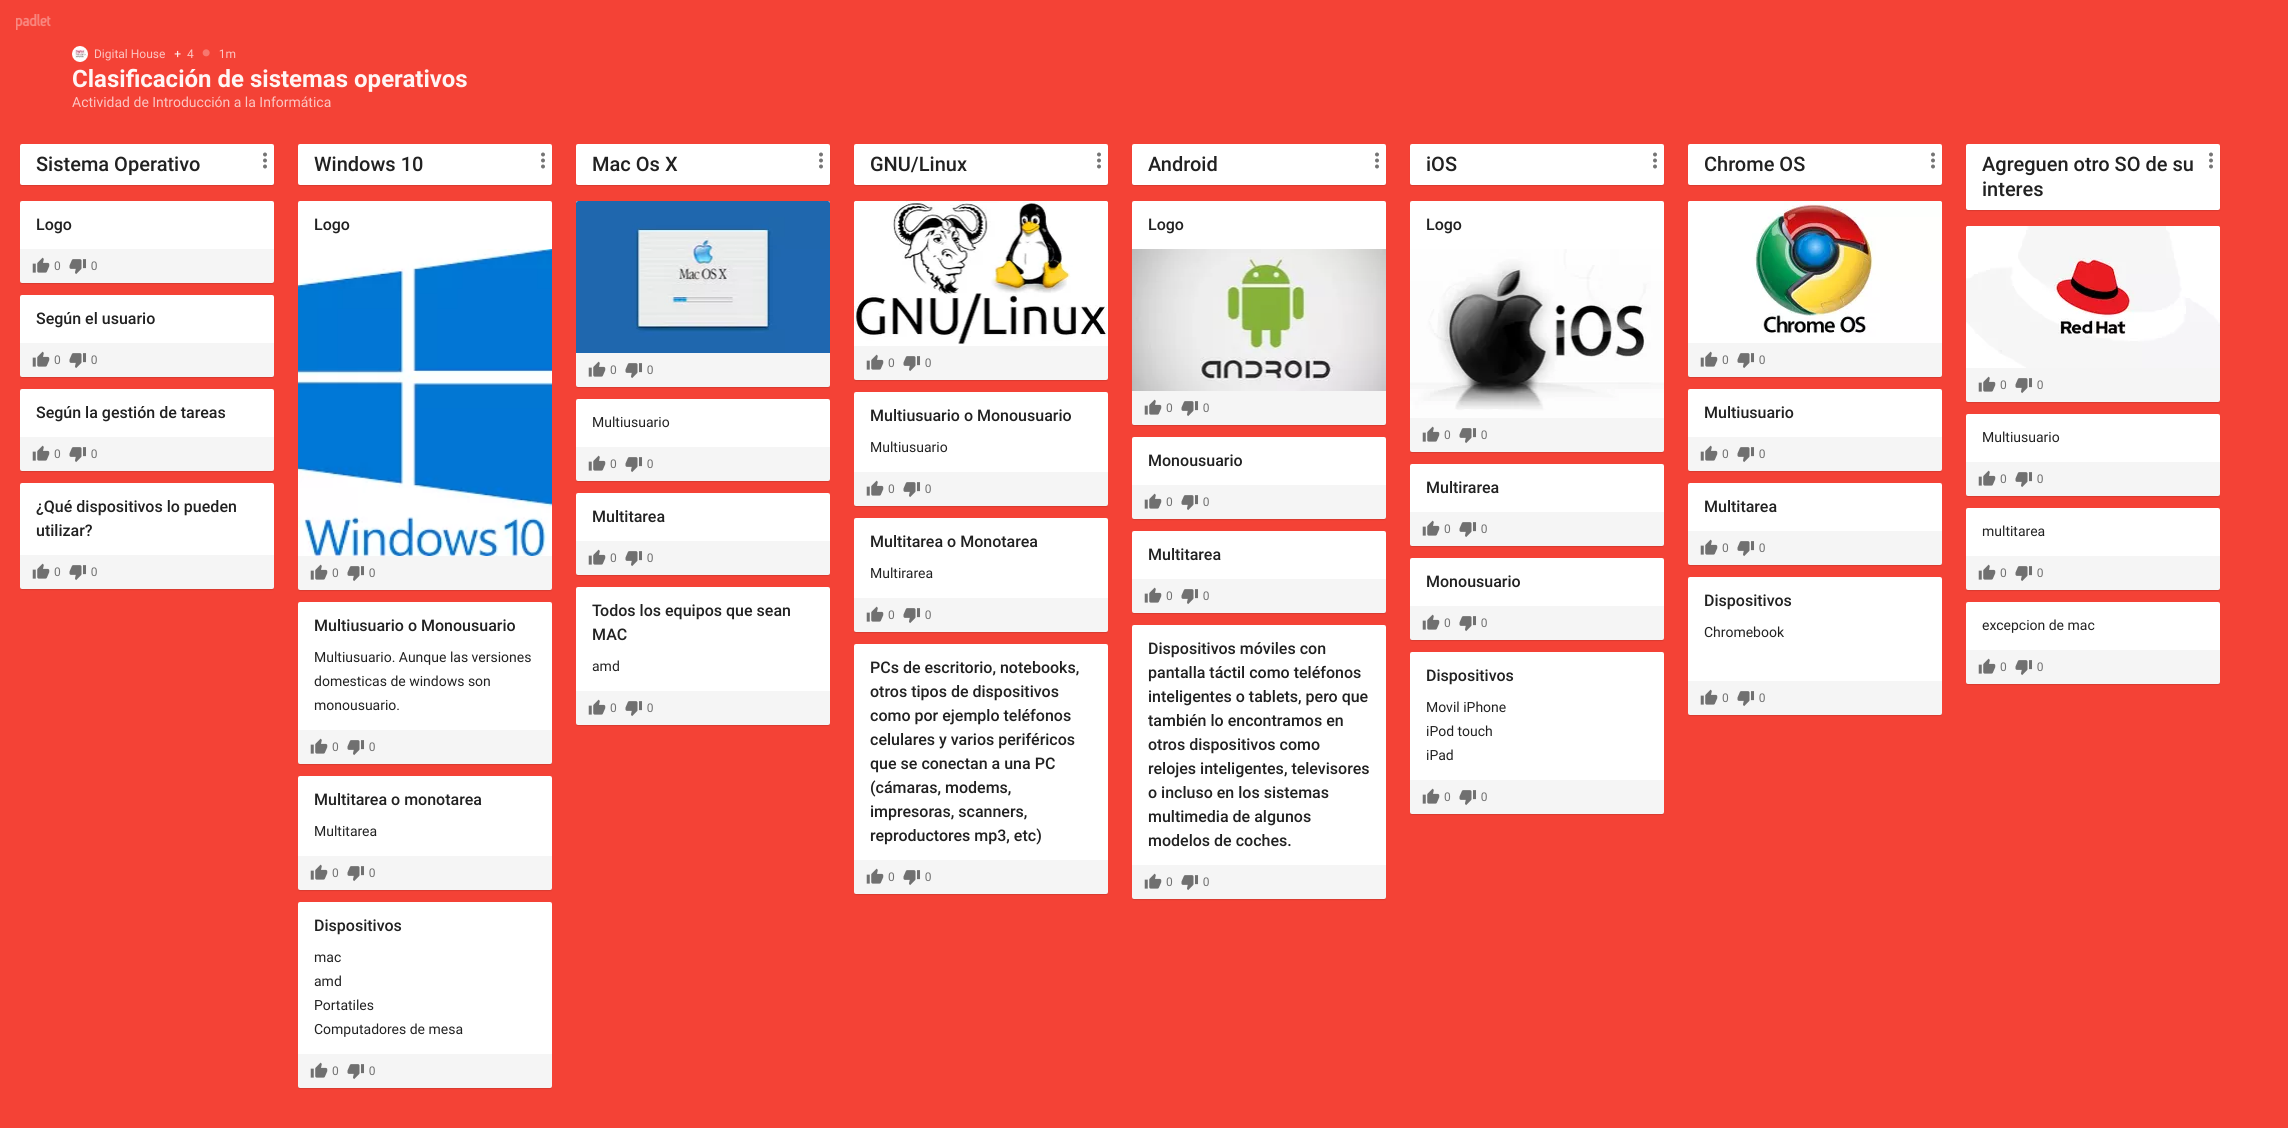 padlet
Digital House + 4 1m
Clasificación de sistemas operativos
Actividad de Introducción a la Informática
Sistema Operativo
Logo
0 0
Según el usuario
0 0
Según la gestión de tareas
0 0
¿Qué dispositivos lo pueden
utilizar?
0 0
Windows 10
Logo
Windows 10
0 0
Multiusuario o Monousuario
Multiusuario. Aunque las versiones
domesticas de windows son
monousuario.
0 0
Multitarea o monotarea
Multitarea
0 0
Dispositivos
mac
amd
Portatiles
Computadores de mesa
0 0
Mac Os X
Mac OS X
0 0
Multiusuario
0 0
Multitarea
0 0
Todos los equipos que sean
MAC
amd
0 0
GNU/Linux
GNU/Linux
0 0
Multiusuario o Monousuario
Multiusuario
0 0
Multitarea o Monotarea
Multirarea
0 0
PCs de escritorio, notebooks,
otros tipos de dispositivos
como por ejemplo teléfonos
celulares y varios periféricos
que se conectan a una PC
(cámaras, modems,
impresoras, scanners,
reproductores mp3, etc)
0 0
Android
Logo
ANDROID
0 0
Monousuario
0 0
Multitarea
0 0
Dispositivos móviles con
pantalla táctil como teléfonos
inteligentes o tablets, pero que
también lo encontramos en
otros dispositivos como
relojes inteligentes, televisores
o incluso en los sistemas
multimedia de algunos
modelos de coches.
0 0
iOS
Logo
iOS
0 0
Multirarea
0 0
Monousuario
0 0
Dispositivos
Movil iPhone
iPod touch
iPad
0 0
Chrome OS
Chrome OS
0 0
Multiusuario
0 0
Multitarea
0 0
Dispositivos
Chromebook
0 0
Agreguen otro SO de su
interes
Red Hat
0 0
Multiusuario
0 0
multitarea
0 0
excepcion de mac
0 0